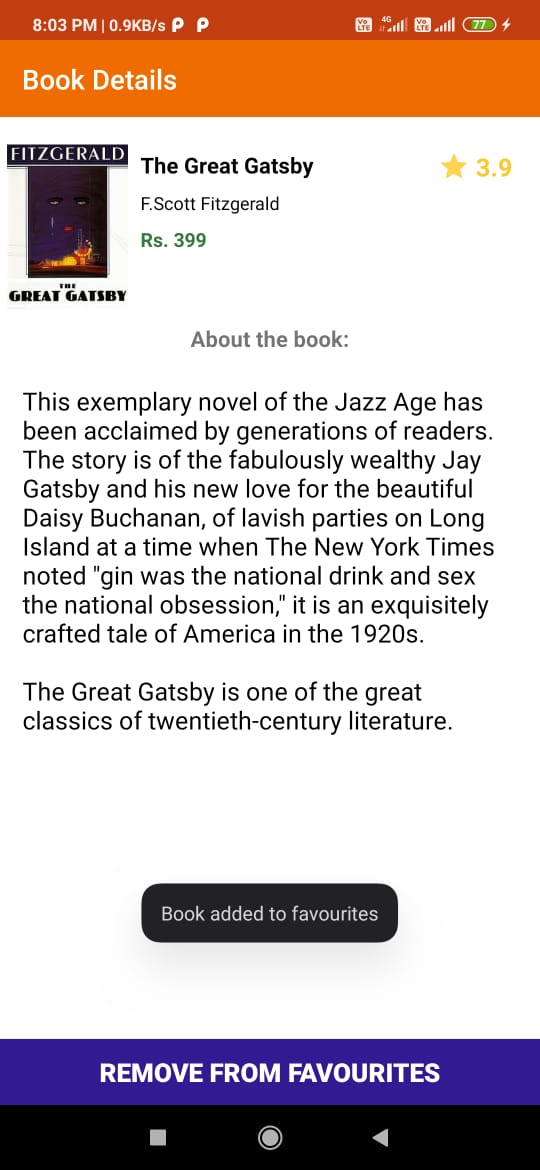 8:03 PM | 0.9KB/s
Vo LTE 4G Vo LTE 77
Book Details
FITZGERALD
THE
GREAT GATSBY
The Great Gatsby
3.9
F.Scott Fitzgerald
Rs. 399
About the book:
This exemplary novel of the Jazz Age has
been acclaimed by generations of readers.
The story is of the fabulously wealthy Jay
Gatsby and his new love for the beautiful
Daisy Buchanan, of lavish parties on Long
Island at a time when The New York Times
noted "gin was the national drink and sex
the national obsession," it is an exquisitely
crafted tale of America in the 1920s.
The Great Gatsby is one of the great
classics of twentieth-century literature.
Book added to favourites
REMOVE FROM FAVOURITES